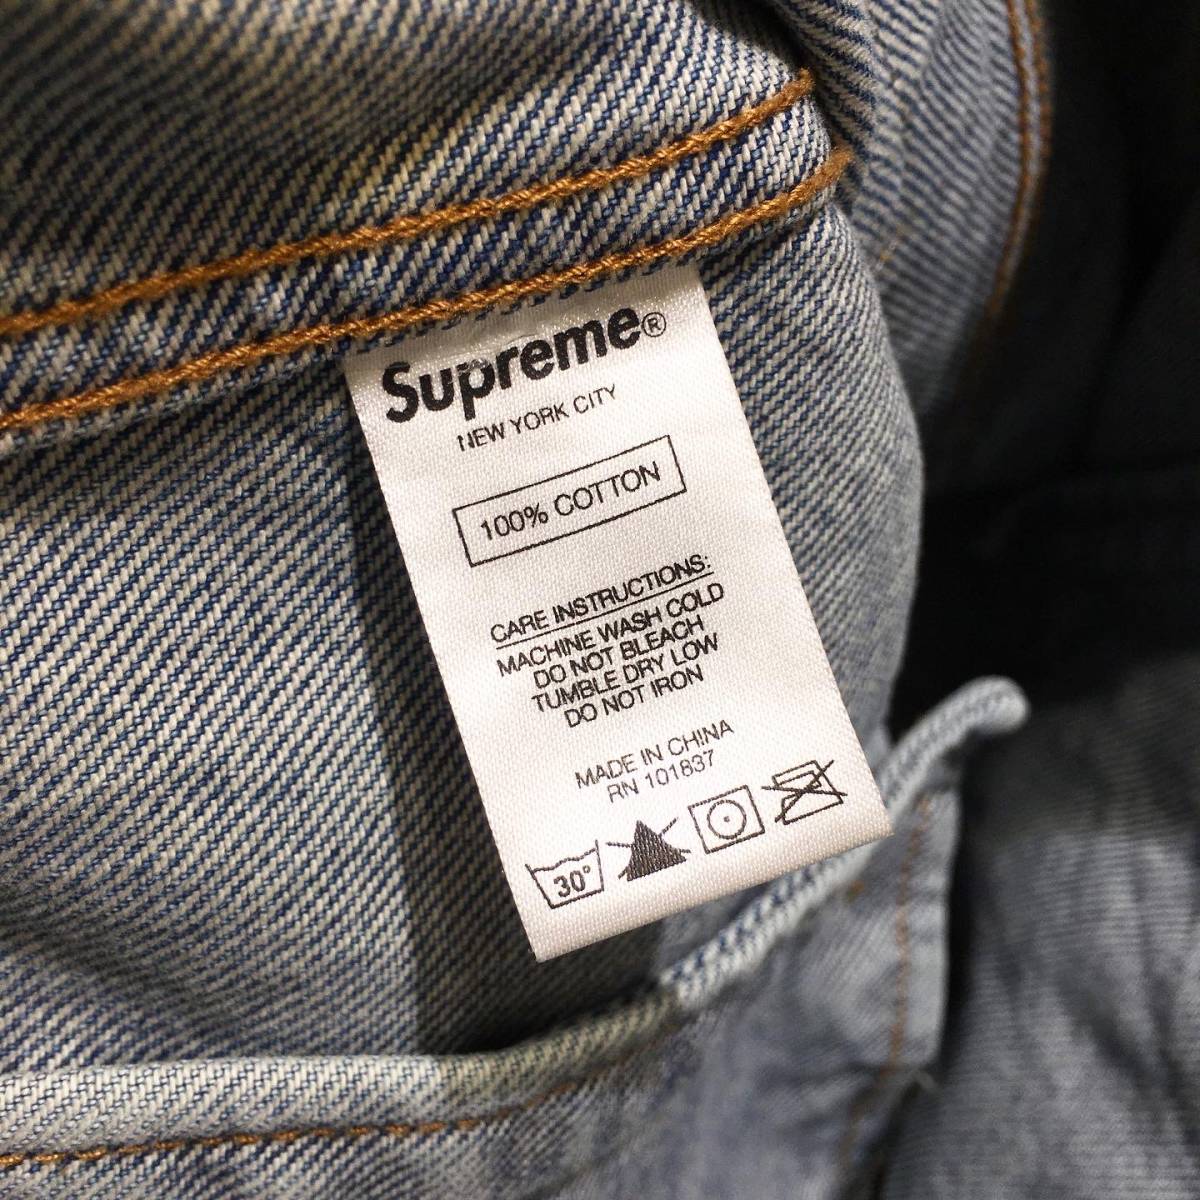 Supreme®
NEW YORK CITY
100% COTTON
CARE INSTRUCTIONS:
MACHINE WASH COLD
DO NOT BLEACH
TUMBLE DRY LOW
DO NOT IRON
MADE IN CHINA
RN 101837
30°